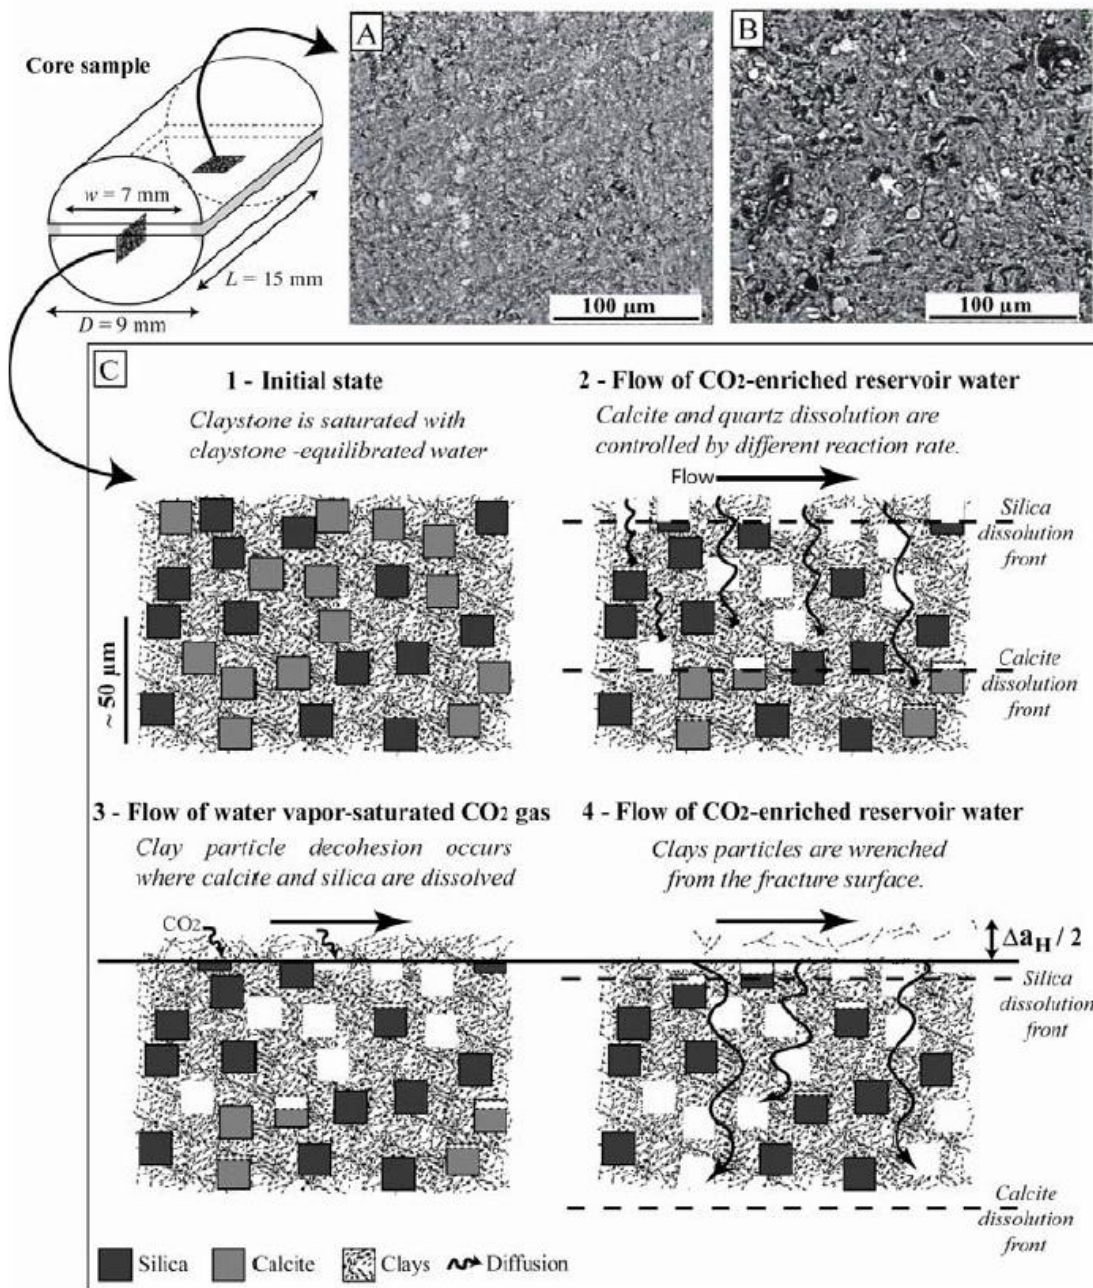 Core sample
w = 7 mm
L = 15 mm
D = 9 mm
A
100 µm
B
100 µm
C
1 - Initial state
Claystone is saturated with
claystone -equilibrated water
~ 50 µm
2 - Flow of CO2-enriched reservoir water
Calcite and quartz dissolution are
controlled by different reaction rate.
Flow
Silica
dissolution
front
Calcite
dissolution
front
3 - Flow of water vapor-saturated CO2 gas
Clay particle decohesion occurs
where calcite and silica are dissolved
CO2
4 - Flow of CO2-enriched reservoir water
Clays particles are wrenched
from the fracture surface.
ΔaH / 2
Silica
dissolution
front
Calcite
dissolution
front
Silica
Calcite
Clays
Diffusion